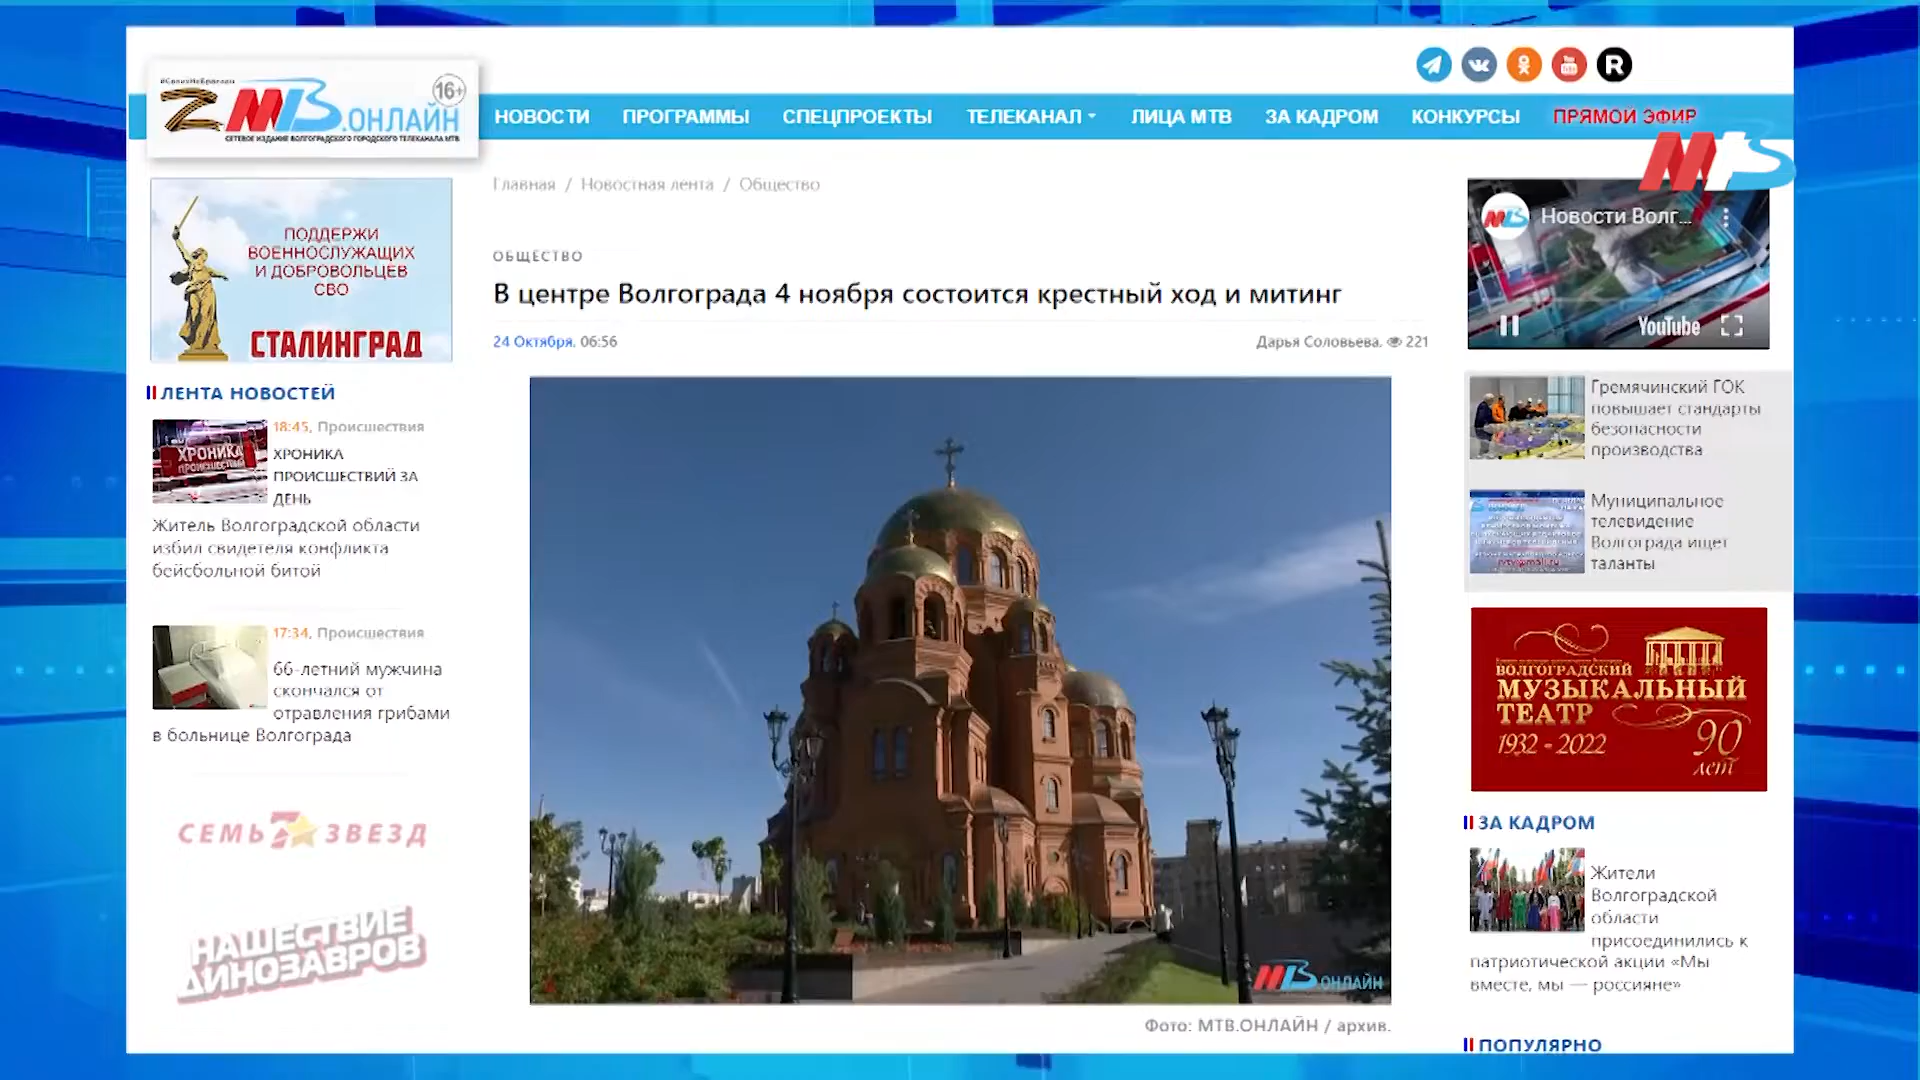 #СвоихНеБросаем
Z МТВ.ОНЛАЙН 16+
СЕТЕВОЕ ИЗДАНИЕ ВОЛГОГРАДСКОГО ГОРОДСКОГО ТЕЛЕКАНАЛА МТВ
НОВОСТИ ПРОГРАММЫ СПЕЦПРОЕКТЫ ТЕЛЕКАНАЛ ЛИЦА МТВ ЗА КАДРОМ КОНКУРСЫ ПРЯМОЙ ЭФИР
МТВ
ПОДДЕРЖИ
ВОЕННОСЛУЖАЩИХ
И ДОБРОВОЛЬЦЕВ
СВО
СТАЛИНГРАД
ЛЕНТА НОВОСТЕЙ
18:45, Происшествия
ХРОНИКА
ПРОИСШЕСТВИЙ
ХРОНИКА
ПРОИСШЕСТВИЙ ЗА
ДЕНЬ
Житель Волгоградской области
избил свидетеля конфликта
бейсбольной битой
17:34, Происшествия
66-летний мужчина
скончался от
отравления грибами
в больнице Волгограда
СЕМЬ 7 ЗВЕЗД
НАШЕСТВИЕ
ДИНОЗАВРОВ
Главная / Новостная лента / Общество
ОБЩЕСТВО
В центре Волгограда 4 ноября состоится крестный ход и митинг
24 Октября, 06:56
Дарья Соловьева, 221
МТВ.ОНЛАЙН
Фото: МТВ.ОНЛАЙН / архив.
МТВ Новости Волг...
YouTube
Гремячинский ГОК
повышает стандарты
безопасности
производства
Муниципальное
телевидение
Волгограда ищет
таланты
ВОЛГОГРАДСКИЙ
МУЗЫКАЛЬНЫЙ
ТЕАТР
1932 - 2022
90
лет
ЗА КАДРОМ
Жители
Волгоградской
области
присоединились к
патриотической акции «Мы
вместе, мы — россияне»
ПОПУЛЯРНО